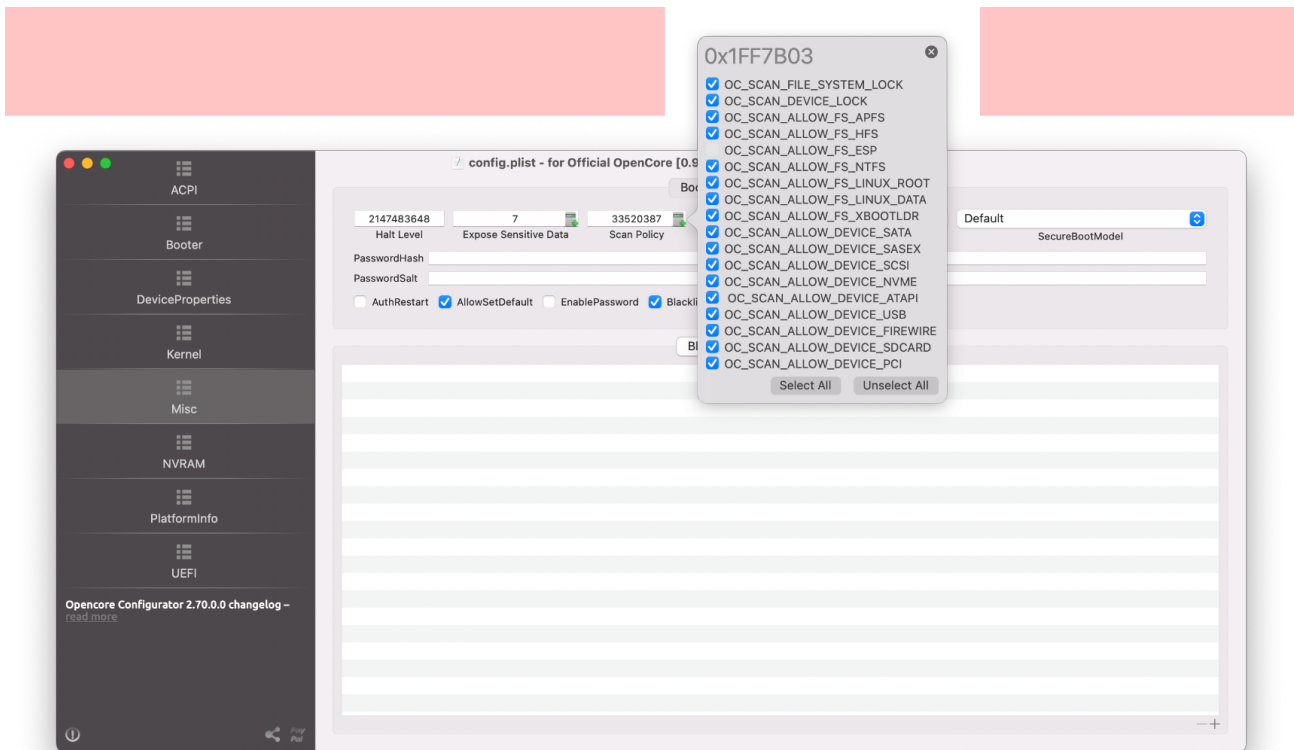 0x1FF7B03
OC_SCAN_FILE_SYSTEM_LOCK
OC_SCAN_DEVICE_LOCK
OC_SCAN_ALLOW_FS_APFS
OC_SCAN_ALLOW_FS_HFS
OC_SCAN_ALLOW_FS_ESP
OC_SCAN_ALLOW_FS_NTFS
OC_SCAN_ALLOW_FS_LINUX_ROOT
OC_SCAN_ALLOW_FS_LINUX_DATA
OC_SCAN_ALLOW_FS_XBOOTLDR
OC_SCAN_ALLOW_DEVICE_SATA
OC_SCAN_ALLOW_DEVICE_SASEX
OC_SCAN_ALLOW_DEVICE_SCSI
OC_SCAN_ALLOW_DEVICE_NVME
OC_SCAN_ALLOW_DEVICE_ATAPI
OC_SCAN_ALLOW_DEVICE_USB
OC_SCAN_ALLOW_DEVICE_FIREWIRE
OC_SCAN_ALLOW_DEVICE_SDCARD
OC_SCAN_ALLOW_DEVICE_PCI
Select All Unselect All
ACPI
Booter
DeviceProperties
Kernel
Misc
NVRAM
PlatformInfo
UEFI
Opencore Configurator 2.70.0.0 changelog –
read more
Pay
Pal
config.plist - for Official OpenCore [0.9
Boo
2147483648 7 33520387 Default
Halt Level Expose Sensitive Data Scan Policy SecureBootModel
PasswordHash
PasswordSalt
AuthRestart AllowSetDefault EnablePassword Blackli
Bl